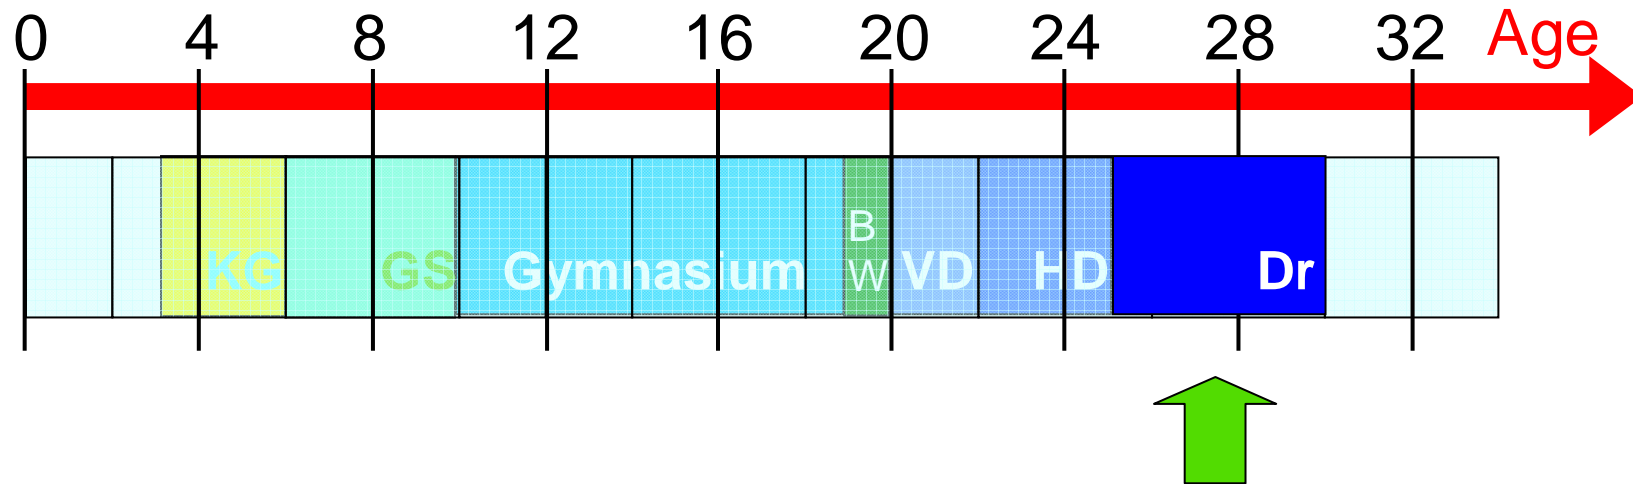 0 4 8 12 16 20 24 28 32 Age
KG GS Gymnasium B W VD HD Dr